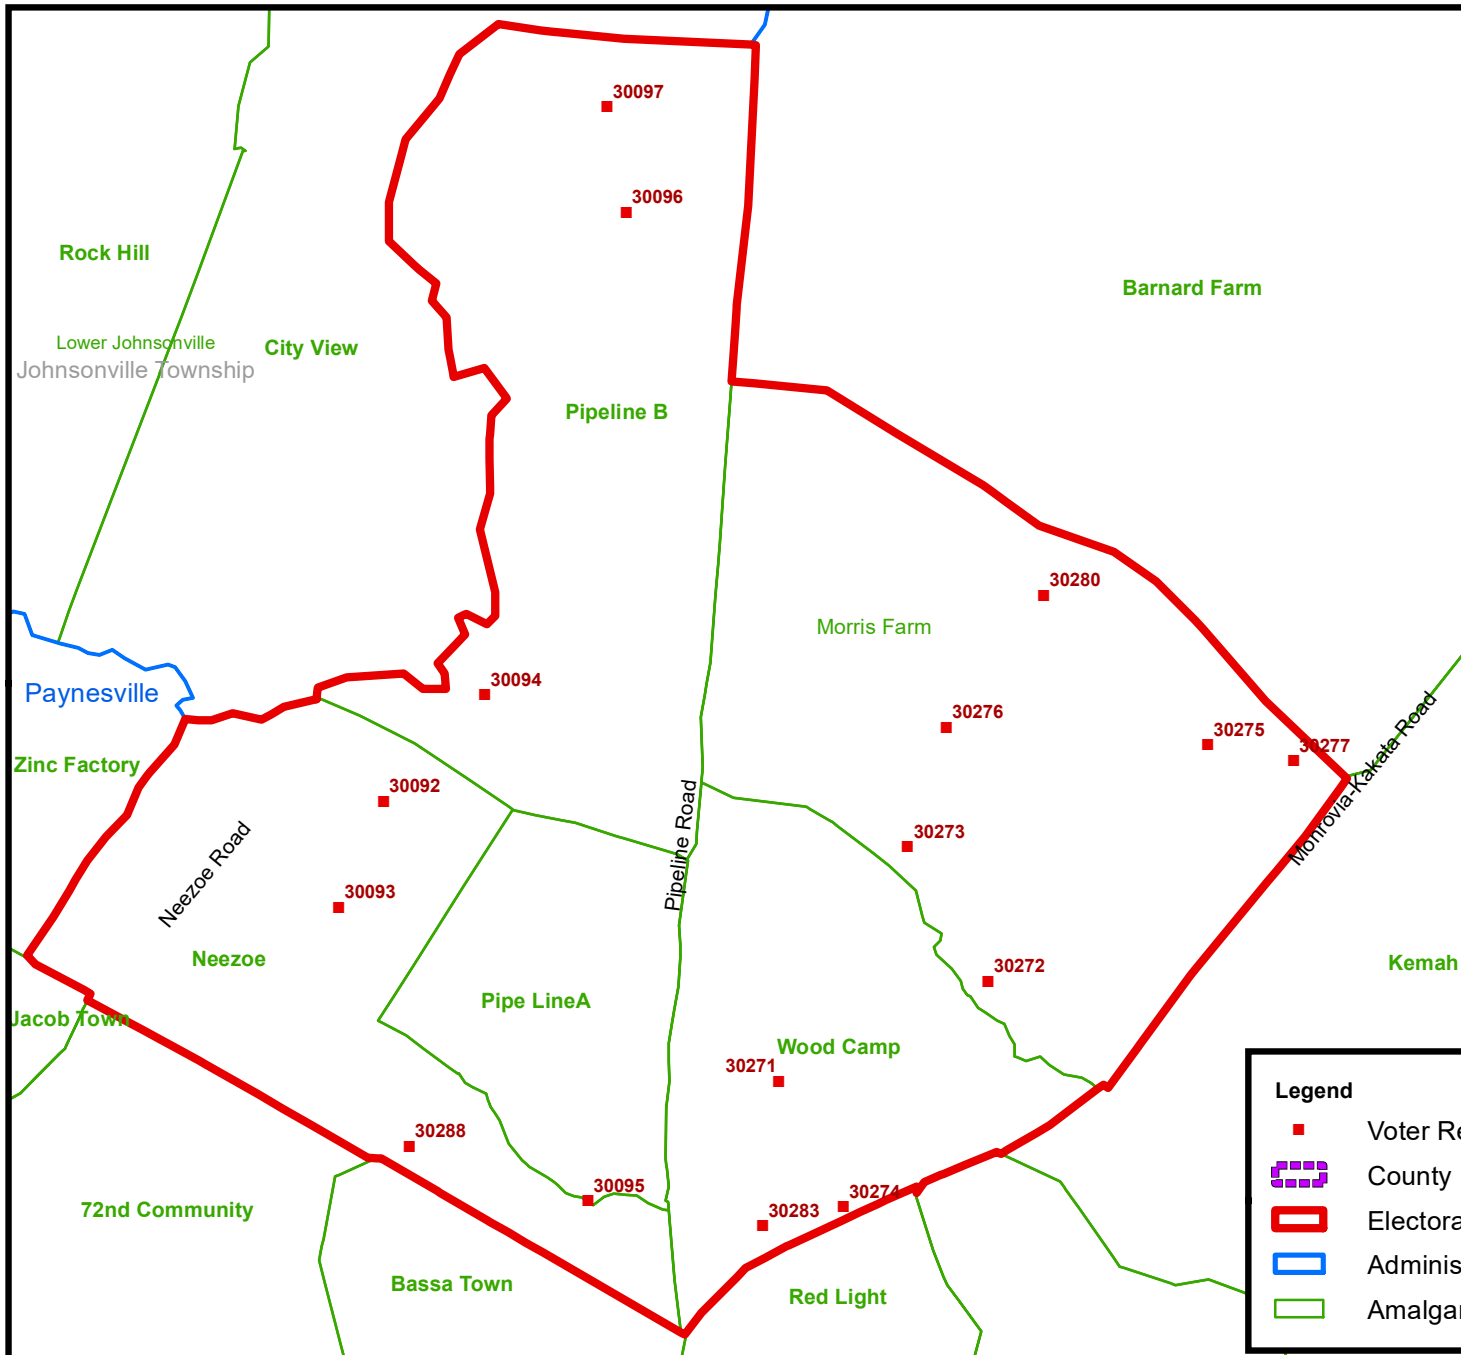 30097
30096
Rock Hill
Barnard Farm
Lower Johnsonville
City View
Johnsonville Township
Pipeline B
30280
Morris Farm
30094
Paynesville
30276
30275
30277
Zinc Factory
30092
Monrovia-Kakata Road
Pipeline Road
30273
Neezoe Road
30093
Neezoe
30272
Kemah
Pipe LineA
Jacob Town
Wood Camp
30271
30288
30095
30274
30283
72nd Community
Bassa Town
Red Light
Legend
Voter Re
County
Electora
Adminis
Amalga